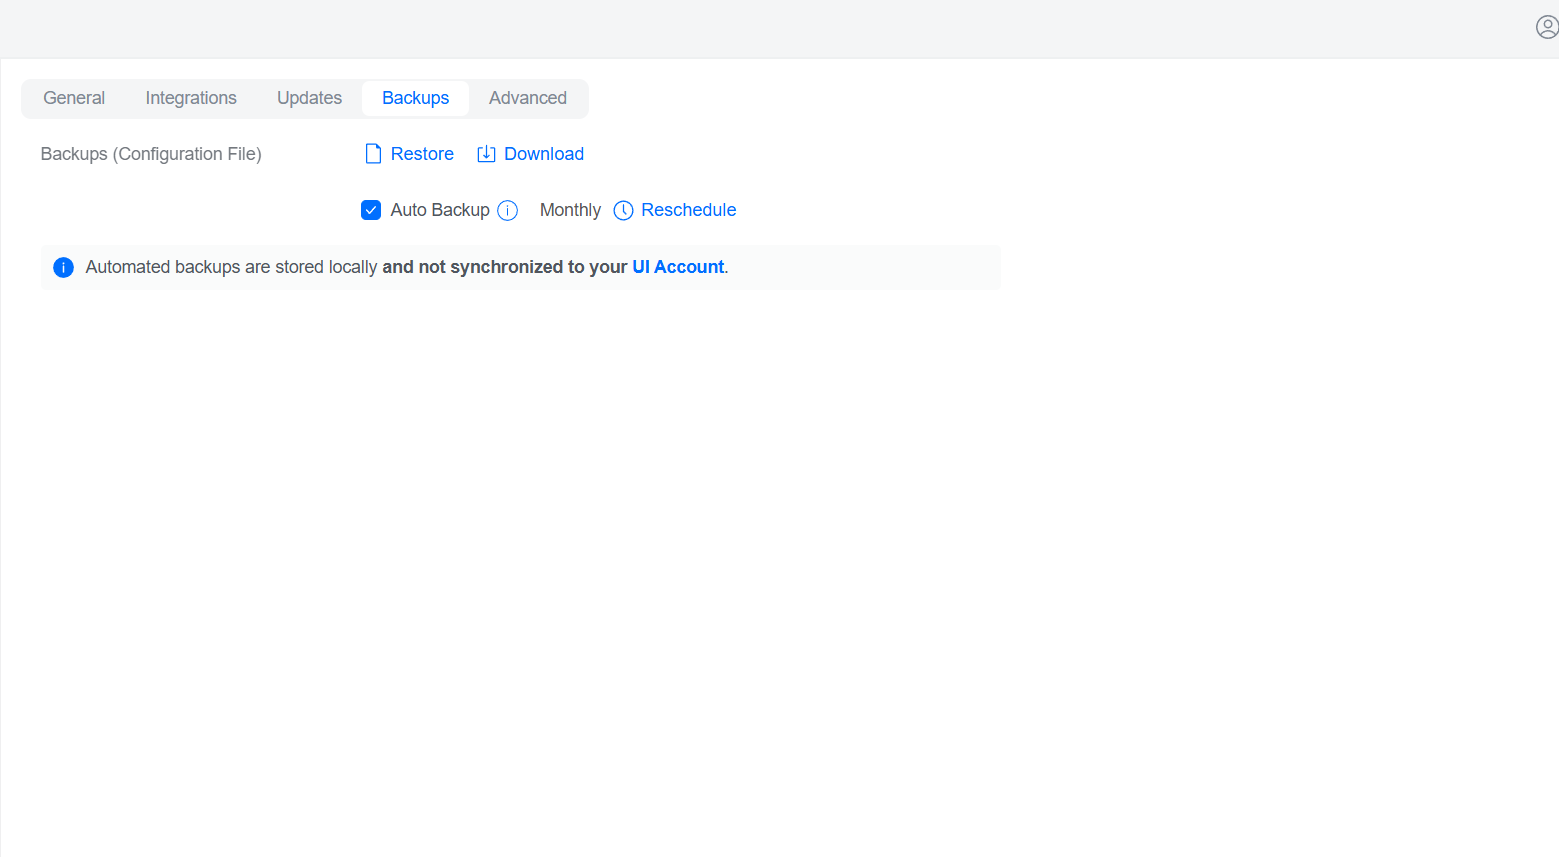 General Integrations Updates Backups Advanced
Backups (Configuration File) Restore Download
Auto Backup Monthly Reschedule
Automated backups are stored locally and not synchronized to your UI Account.